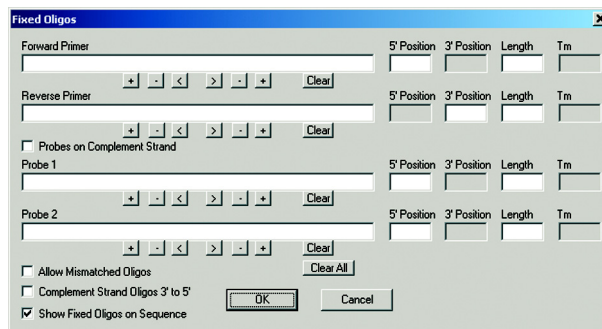 Fixed Oligos
Forward Primer 5' Position 3' Position Length Tm
+ - < > - + Clear
Reverse Primer 5' Position 3' Position Length Tm
+ - < > - + Clear
Probes on Complement Strand
Probe 1 5' Position 3' Position Length Tm
+ - < > - + Clear
Probe 2 5' Position 3' Position Length Tm
+ - < > - + Clear
Allow Mismatched Oligos Clear All
Complement Strand Oligos 3' to 5'
OK Cancel
Show Fixed Oligos on Sequence